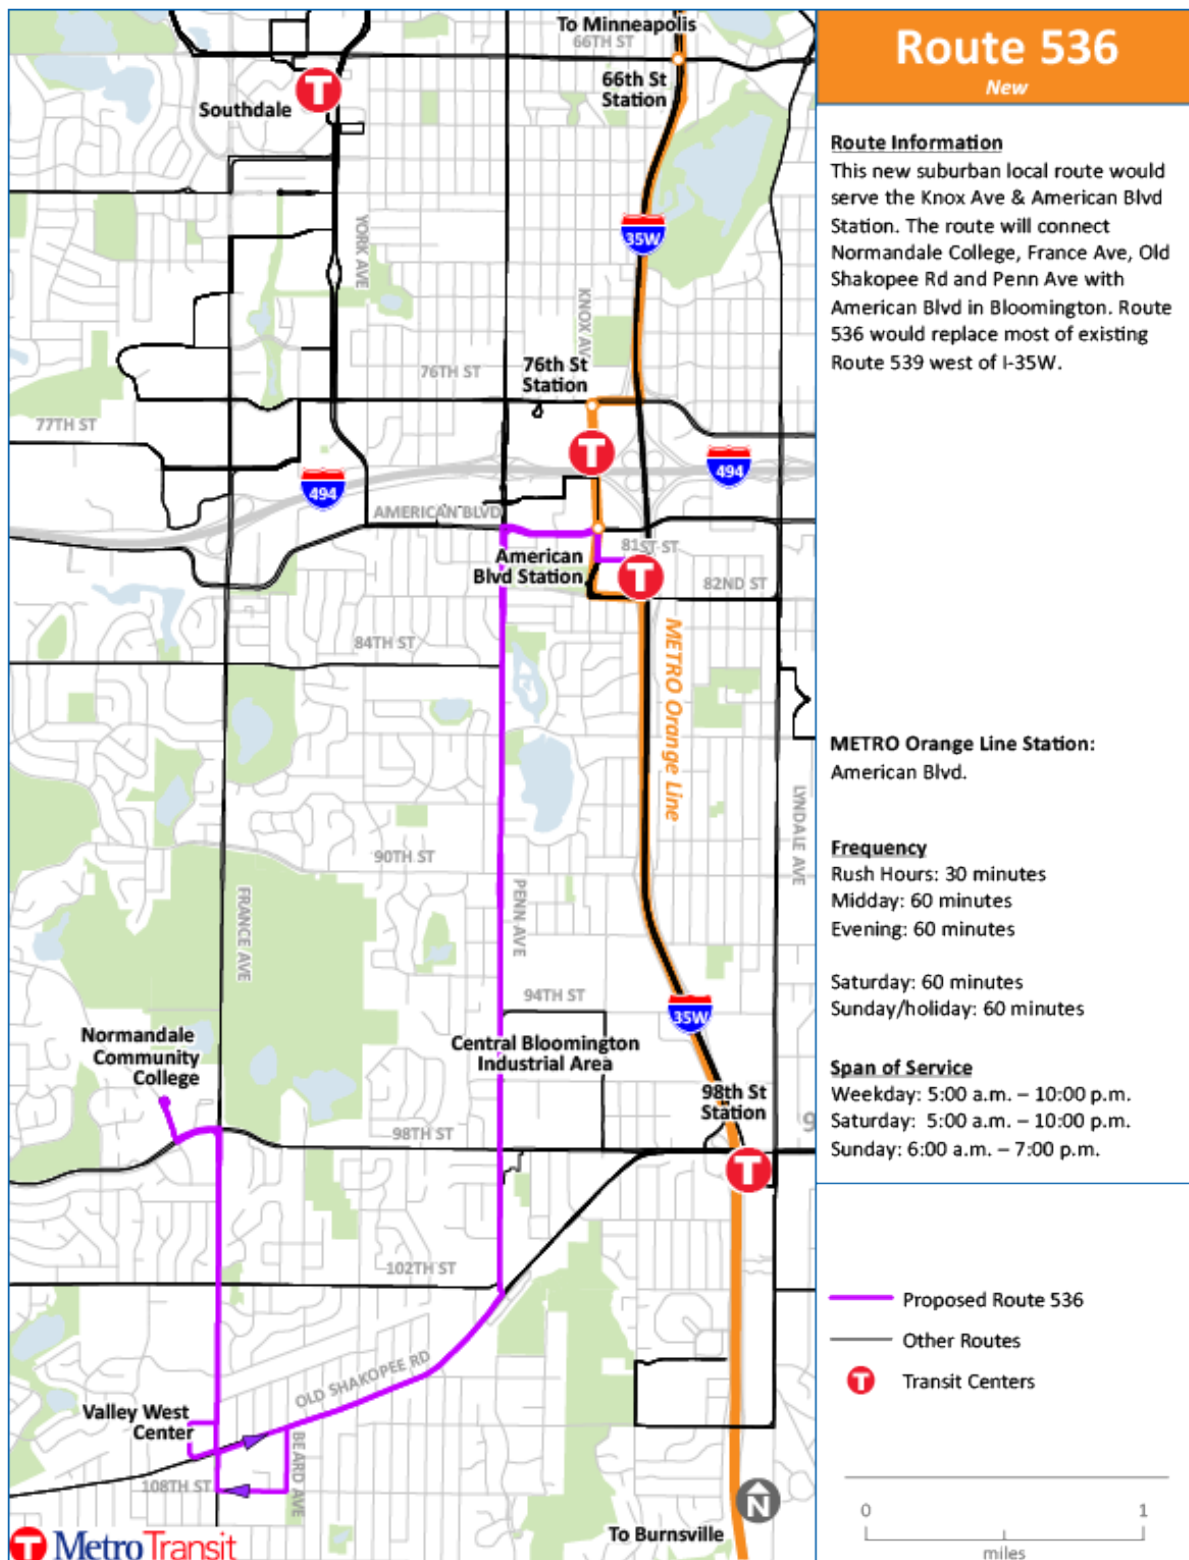 To Minneapolis
66TH ST
66th St
Station
Southdale
35W
YORK AVE
KNOX AV
76th St
Station
76TH ST
77TH ST
494
494
AMERICAN BLVD
81ST ST
American
Blvd Station
82ND ST
84TH ST
METRO Orange Line
LYNDALE AVE
90TH ST
FRANCE AVE
PENN AVE
94TH ST
35W
Normandale
Community
College
Central Bloomington
Industrial Area
98th St
Station
98TH ST
9
102TH ST
OLD SHAKOPEE RD
Valley West
Center
BEARD AVE
108TH ST
N
To Burnsville
T MetroTransit
Route 536
New
Route Information
This new suburban local route would
serve the Knox Ave & American Blvd
Station. The route will connect
Normandale College, France Ave, Old
Shakopee Rd and Penn Ave with
American Blvd in Bloomington. Route
536 would replace most of existing
Route 539 west of I-35W.
METRO Orange Line Station:
American Blvd.
Frequency
Rush Hours: 30 minutes
Midday: 60 minutes
Evening: 60 minutes
Saturday: 60 minutes
Sunday/holiday: 60 minutes
Span of Service
Weekday: 5:00 a.m. – 10:00 p.m.
Saturday:  5:00 a.m. – 10:00 p.m.
Sunday: 6:00 a.m. – 7:00 p.m.
Proposed Route 536
Other Routes
T Transit Centers
0 1
miles